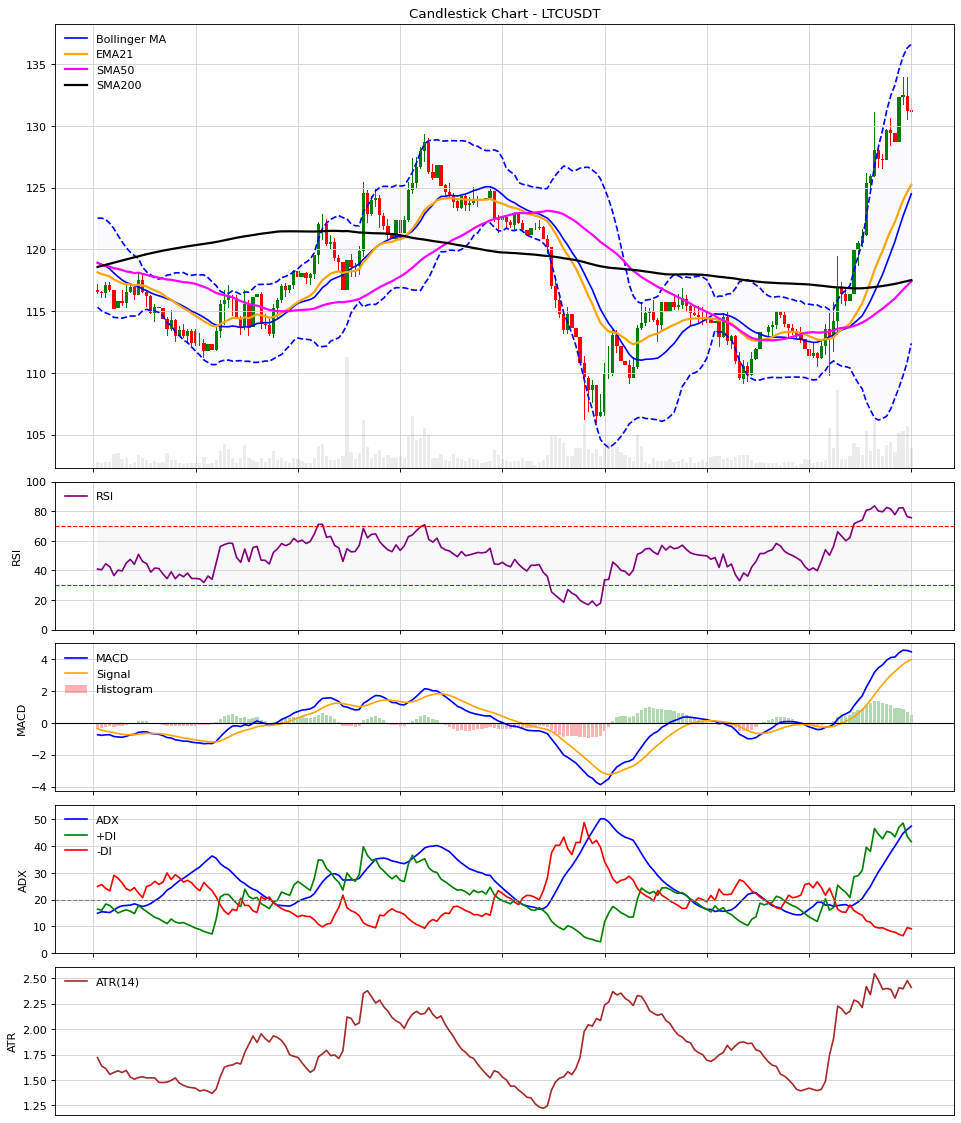 Candlestick Chart - LTCUSDT
Bollinger MA
EMA21
SMA50
SMA200
135
130
125
120
115
110
105
RSI
100
80
60
40
20
0
RSI
MACD
Signal
Histogram
4
2
0
−2
−4
MACD
ADX
+DI
-DI
50
40
30
20
10
0
ADX
ATR(14)
2.50
2.25
2.00
1.75
1.50
1.25
ATR